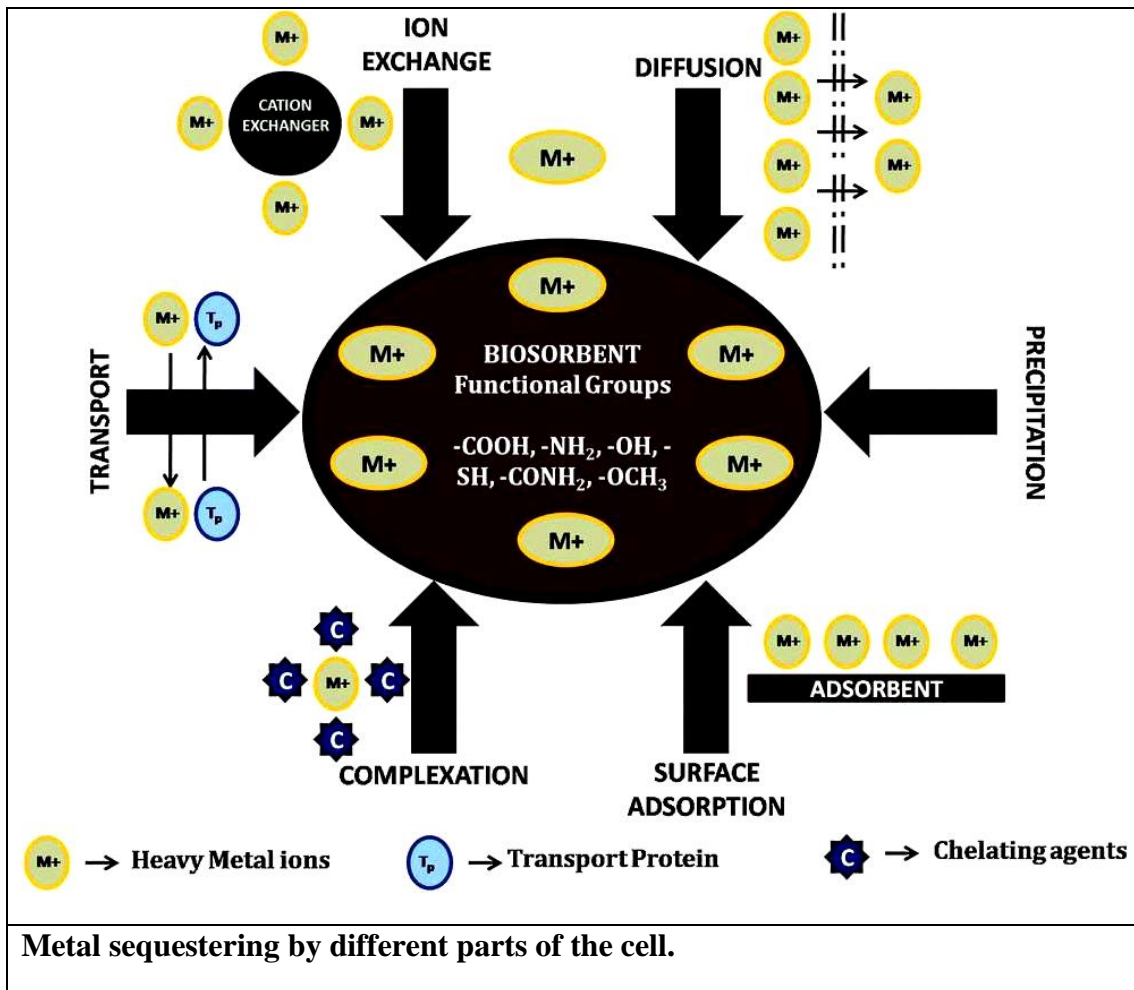 ION
EXCHANGE
DIFFUSION
M+
M+
M+
M+
CATION
EXCHANGER
M+
M+
M+
M+
M+
M+
M+
M+
M+
TRANSPORT
M+
Tₚ
M+
Tₚ
PRECIPITATION
M+
M+
M+
BIOSORBENT
Functional Groups
-COOH, -NH₂, -OH, -
SH, -CONH₂, -OCH₃
M+
M+
M+
C
C
M+
C
C
COMPLEXATION
M+
M+
M+
M+
ADSORBENT
SURFACE
ADSORPTION
M+ → Heavy Metal ions
Tₚ → Transport Protein
C → Chelating agents
Metal sequestering by different parts of the cell.